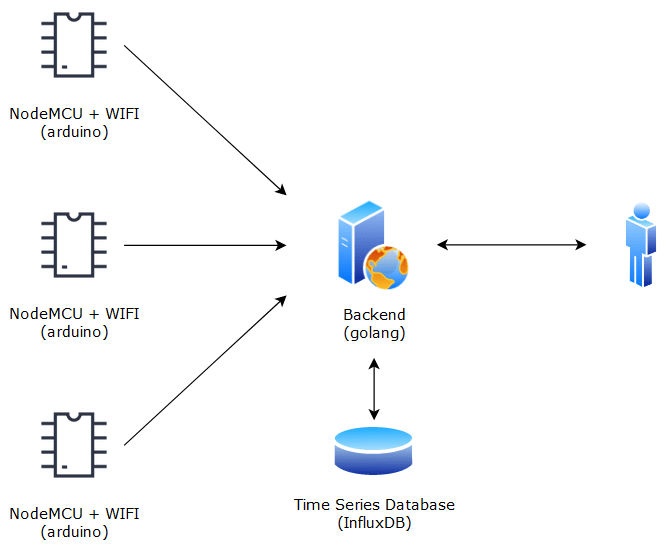 NodeMCU + WIFI
(arduino)
NodeMCU + WIFI
(arduino)
Backend
(golang)
NodeMCU + WIFI
(arduino)
Time Series Database
(InfluxDB)